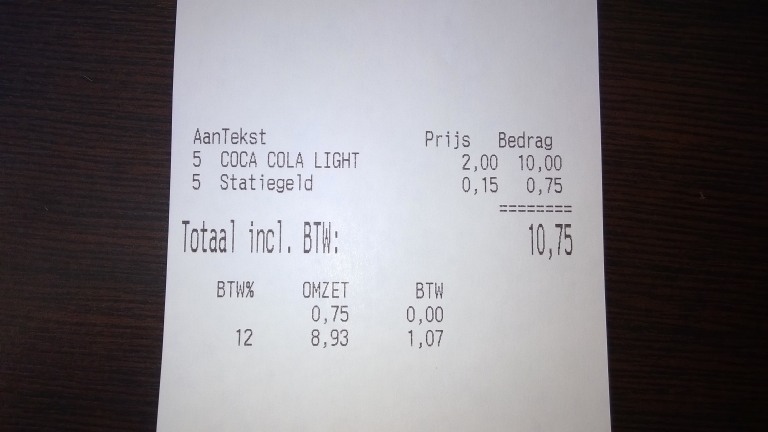 AanTekst Prijs Bedrag
5 COCA COLA LIGHT 2,00 10,00
5 Statiegeld 0,15 0,75
========
Totaal incl. BTW: 10,75
BTW% OMZET BTW
0,75 0,00
12 8,93 1,07